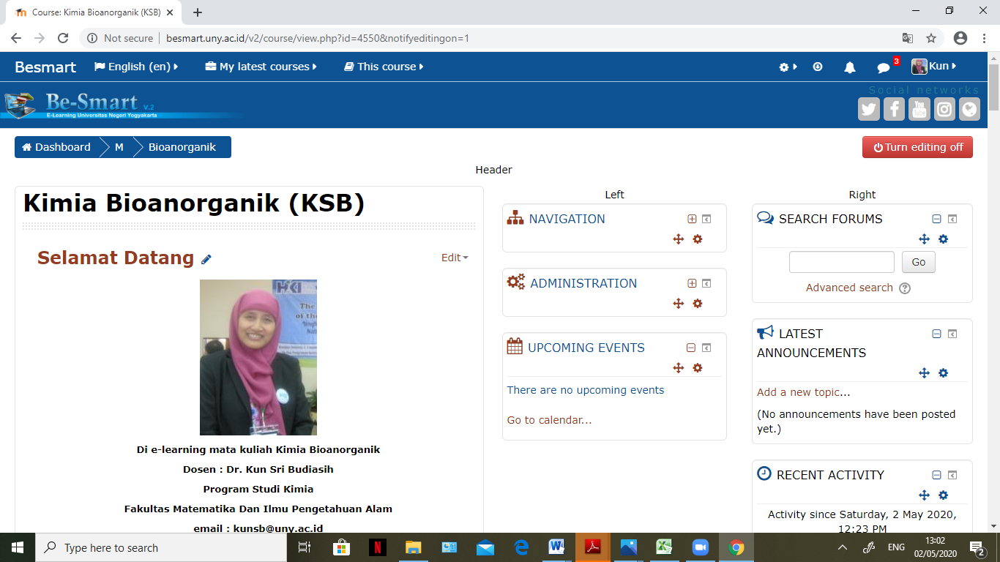 Course: Kimia Bioanorganik (KSB)
Not secure | besmart.uny.ac.id/v2/course/view.php?id=4550&notifyeditingon=1
Besmart English (en) My latest courses This course 3 Kun
Social networks
Be-Smart V.2
E-Learning Universitas Negeri Yogyakarta
Dashboard M Bioanorganik Turn editing off
Header
Kimia Bioanorganik (KSB)
Selamat Datang Edit
HKI
The
of the
Di e-learning mata kuliah Kimia Bioanorganik
Dosen : Dr. Kun Sri Budiasih
Program Studi Kimia
Fakultas Matematika Dan Ilmu Pengetahuan Alam
email : kunsb@uny.ac.id
Left
NAVIGATION
ADMINISTRATION
UPCOMING EVENTS
There are no upcoming events
Go to calendar...
Right
SEARCH FORUMS
Go
Advanced search
LATEST
ANNOUNCEMENTS
Add a new topic...
(No announcements have been posted
yet.)
RECENT ACTIVITY
Activity since Saturday, 2 May 2020,
12:23 PM
Type here to search
ENG
13:02
02/05/2020
2